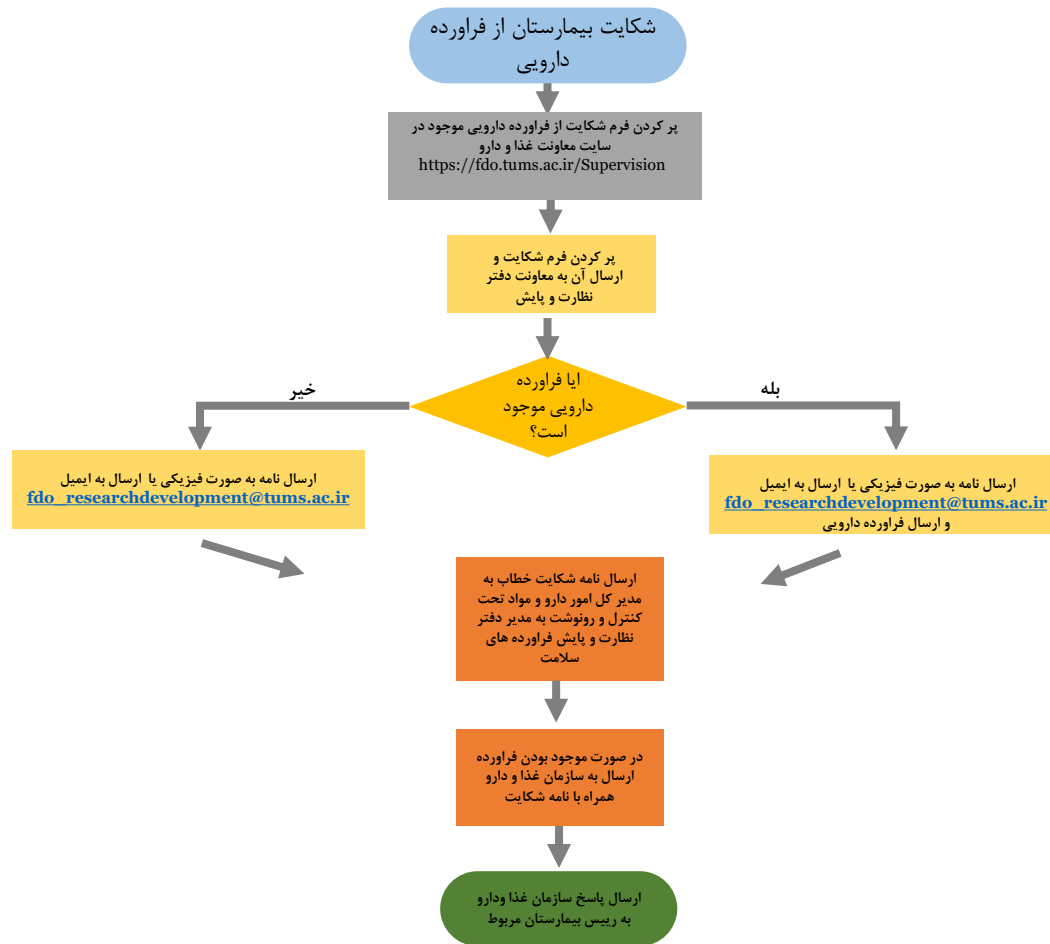 شکایت بیمارستان از فراورده
دارویی
پر کردن فرم شکایت از فراورده دارویی موجود در
سایت معاونت غذا و دارو
https://fdo.tums.ac.ir/Supervision
پر کردن فرم شکایت و
ارسال آن به معاونت دفتر
نظارت و پایش
ایا فراورده
دارویی موجود
است؟
بله
خیر
ارسال نامه به صورت فیزیکی یا ارسال به ایمیل
fdo_researchdevelopment@tums.ac.ir
و ارسال فراورده دارویی
ارسال نامه به صورت فیزیکی یا ارسال به ایمیل
fdo_researchdevelopment@tums.ac.ir
ارسال نامه شکایت خطاب به
مدیر کل امور دارو و مواد تحت
کنترل و رونوشت به مدیر دفتر
نظارت و پایش فراورده های
سلامت
در صورت موجود بودن فراورده
ارسال به سازمان غذا و دارو
همراه با نامه شکایت
ارسال پاسخ سازمان غذا ودارو
به رییس بیمارستان مربوط